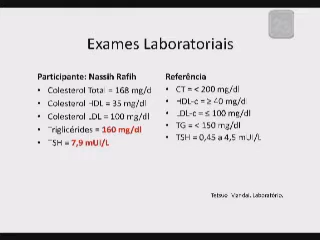 Exames Laboratoriais
Participante: Nassih Rafih
• Colesterol Total = 168 mg/d
• Colesterol HDL = 35 mg/dl
• Colesterol LDL = 100 mg/dl
• Triglicérides = 160 mg/dl
• TSH = 7,9 mUI/L
Referência
• CT = < 200 mg/dl
• HDL-c = ≥ 40 mg/dl
• LDL-c = ≤ 100 mg/dl
• TG = < 150 mg/dl
• TSH = 0,45 a 4,5 mUI/L
Laboratório.